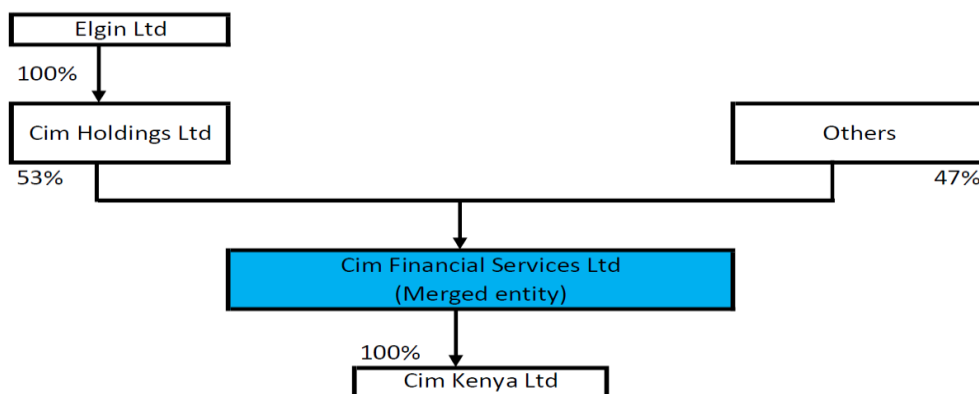 Elgin Ltd
100%
Cim Holdings Ltd
Others
53%
47%
Cim Financial Services Ltd
(Merged entity)
100%
Cim Kenya Ltd